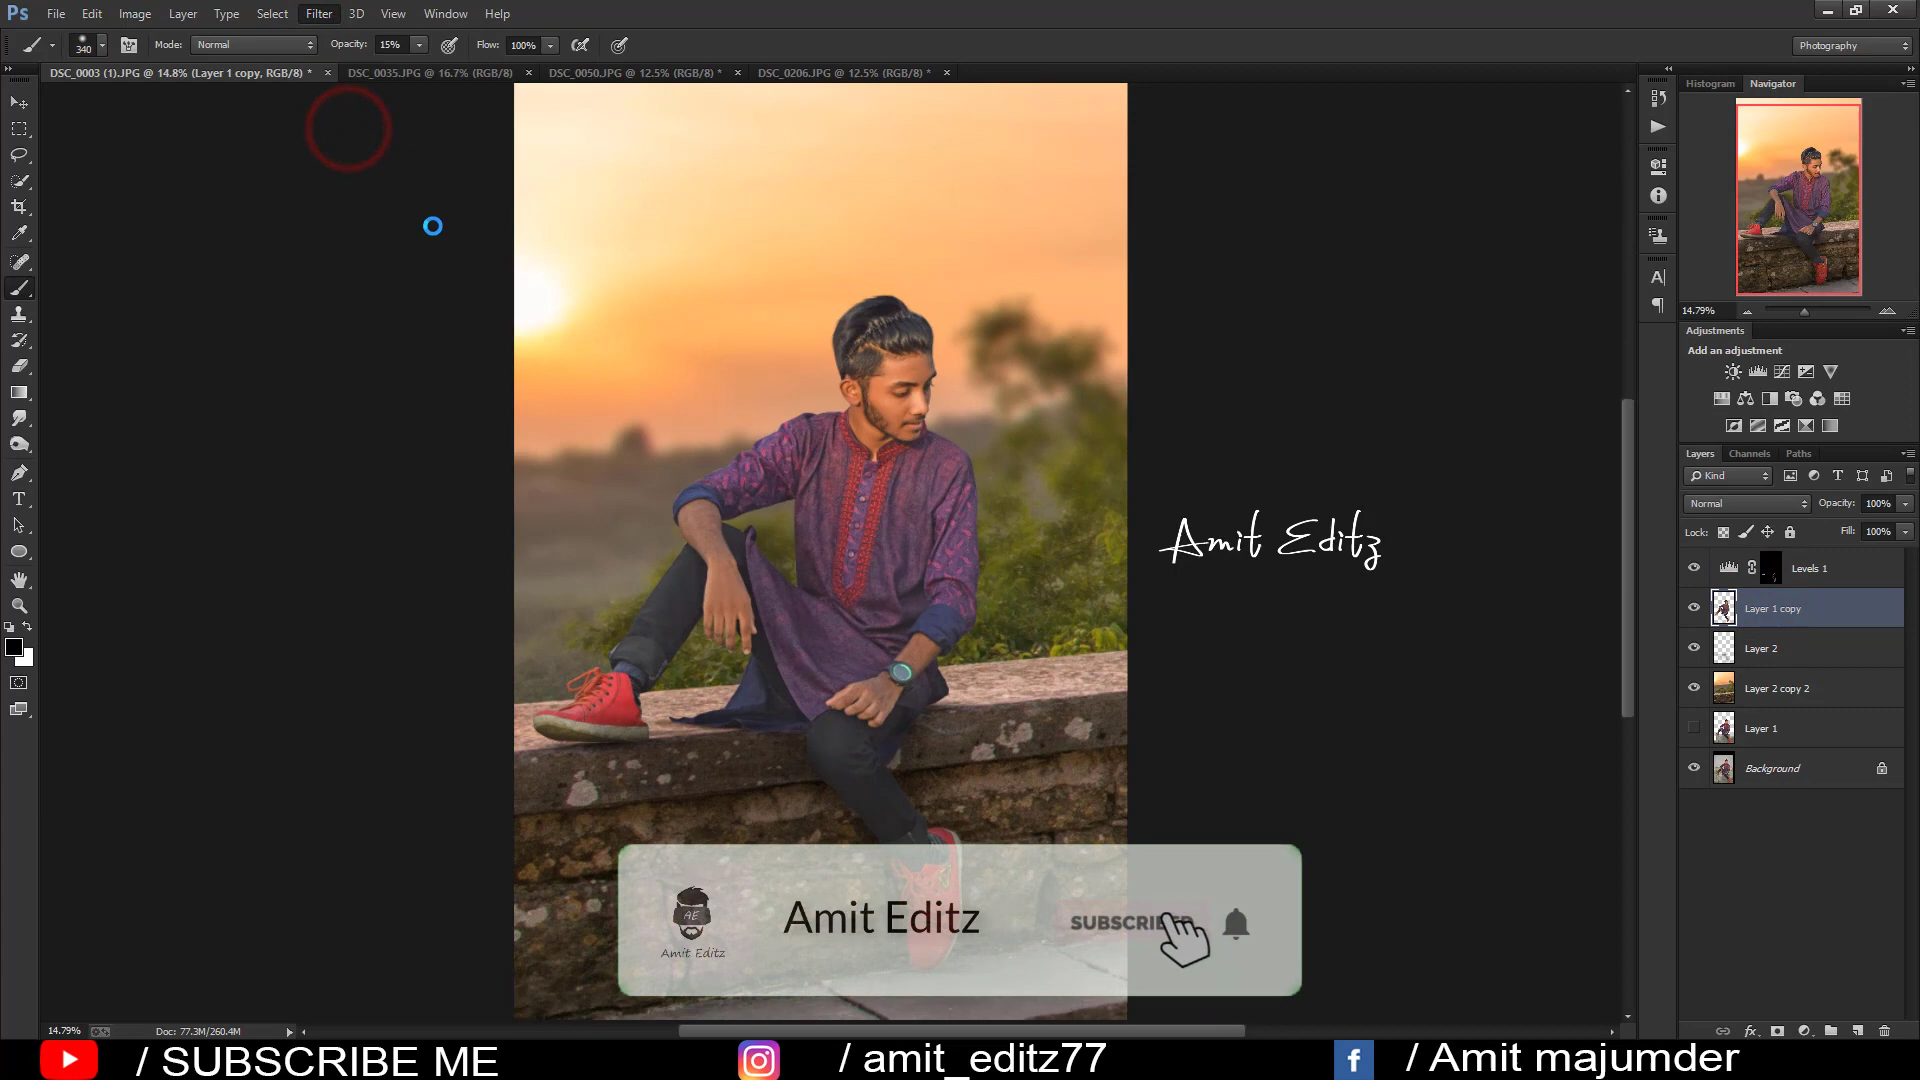 Ps File Edit Image Layer Type Select Filter 3D View Window Help
340 Mode: Normal Opacity: 15% Flow: 100% Photography
DSC_0003 (1).JPG @ 14.8% (Layer 1 copy, RGB/8) * × DSC_0035.JPG @ 16.7% (RGB/8) × DSC_0050.JPG @ 12.5% (RGB/8) * × DSC_0206.JPG @ 12.5% (RGB/8) * ×
Histogram Navigator
14.79%
Adjustments
Add an adjustment
Layers Channels Paths
Kind
Normal Opacity: 100%
Lock: Fill: 100%
Levels 1
Layer 1 copy
Layer 2
Layer 2 copy 2
Layer 1
Background
Amit Editz
AE
Amit Editz
Amit Editz
SUBSCRIBED
14.79% Doc: 77.3M/260.4M
/ SUBSCRIBE ME / amit_editz77 / Amit majumder